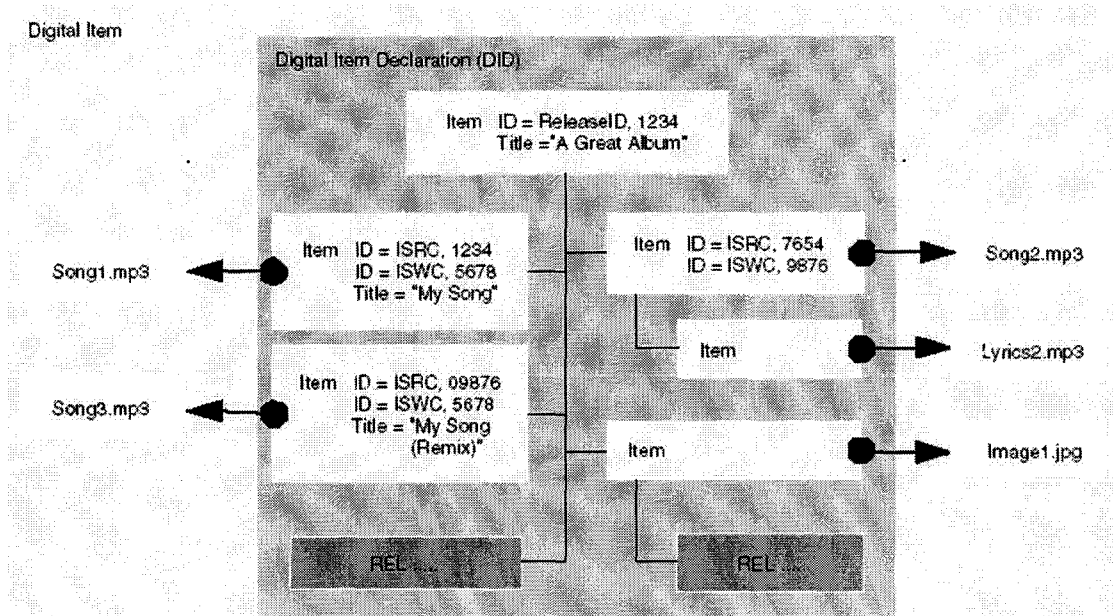 Digital Item
Digital Item Declaration (DID)
Item ID = ReleaseID, 1234
Title ="A Great Album"
Item ID = ISRC, 1234
ID = ISWC, 5678
Title = "My Song"
Song1.mp3
Item ID = ISRC, 7654
ID = ISWC, 9876
Song2.mp3
Item
Lyrics2.mp3
Item ID = ISRC, 09876
ID = ISWC, 5678
Title = "My Song
(Remix)"
Song3.mp3
Item
Image1.jpg
REL ...
REL ...